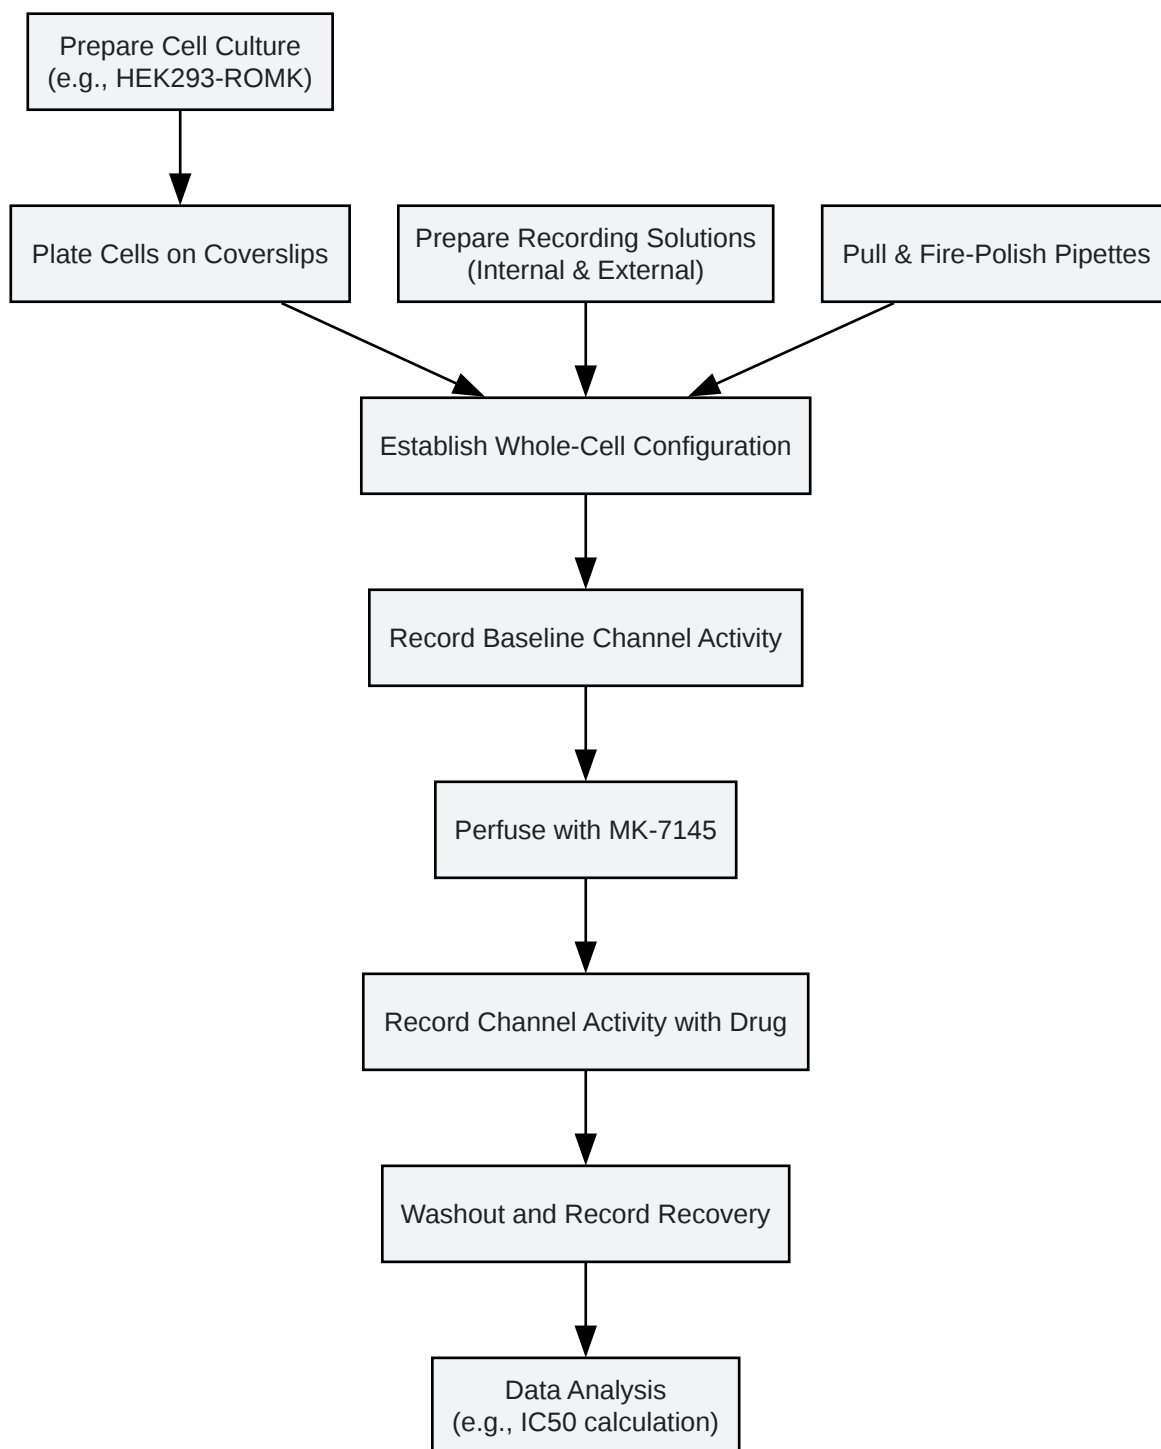 Prepare Cell Culture
(e.g., HEK293-ROMK)
Plate Cells on Coverslips
Prepare Recording Solutions
(Internal & External)
Pull & Fire-Polish Pipettes
Establish Whole-Cell Configuration
Record Baseline Channel Activity
Perfuse with MK-7145
Record Channel Activity with Drug
Washout and Record Recovery
Data Analysis
(e.g., IC50 calculation)